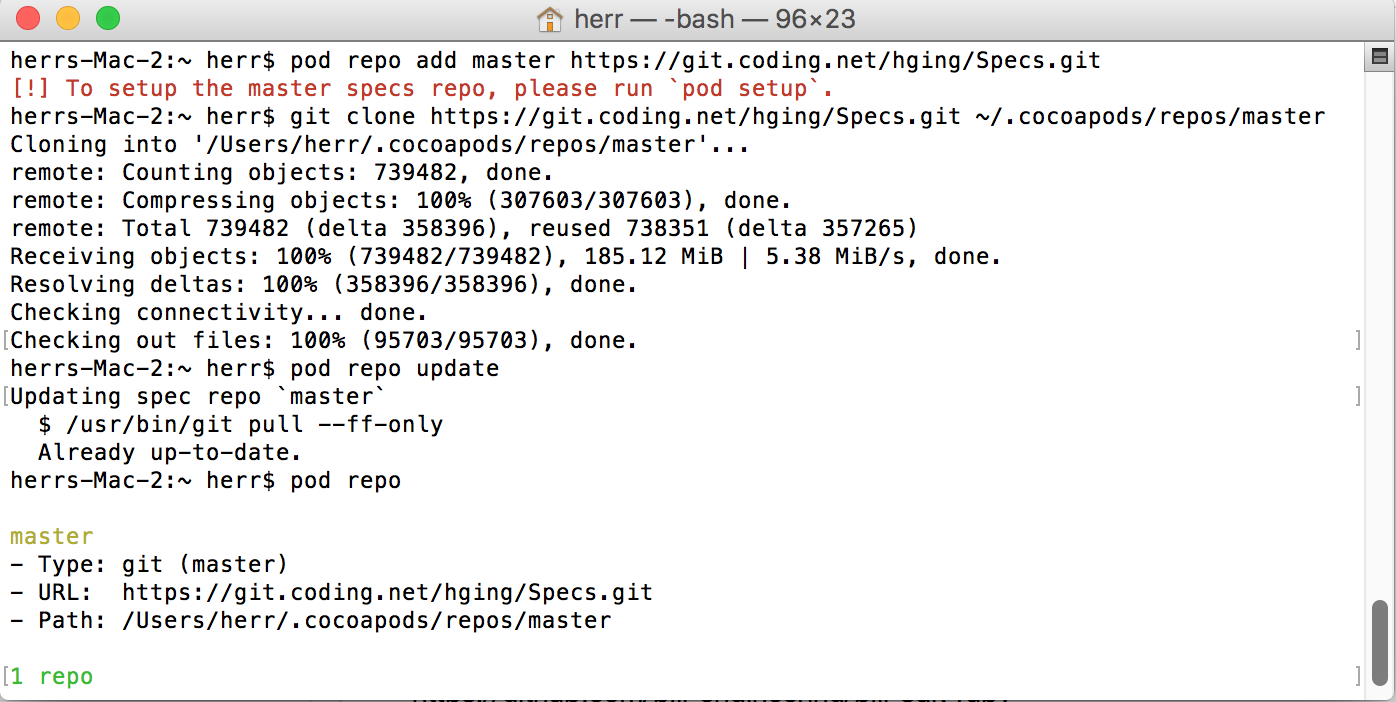 herr — -bash — 96×23
herrs-Mac-2:~ herr$ pod repo add master https://git.coding.net/hging/Specs.git
[!] To setup the master specs repo, please run `pod setup`.
herrs-Mac-2:~ herr$ git clone https://git.coding.net/hging/Specs.git ~/.cocoapods/repos/master
Cloning into '/Users/herr/.cocoapods/repos/master'...
remote: Counting objects: 739482, done.
remote: Compressing objects: 100% (307603/307603), done.
remote: Total 739482 (delta 358396), reused 738351 (delta 357265)
Receiving objects: 100% (739482/739482), 185.12 MiB | 5.38 MiB/s, done.
Resolving deltas: 100% (358396/358396), done.
Checking connectivity... done.
[Checking out files: 100% (95703/95703), done. ]
herrs-Mac-2:~ herr$ pod repo update
[Updating spec repo `master` ]
$ /usr/bin/git pull --ff-only
Already up-to-date.
herrs-Mac-2:~ herr$ pod repo
master
- Type: git (master)
- URL: https://git.coding.net/hging/Specs.git
- Path: /Users/herr/.cocoapods/repos/master
[1 repo ]